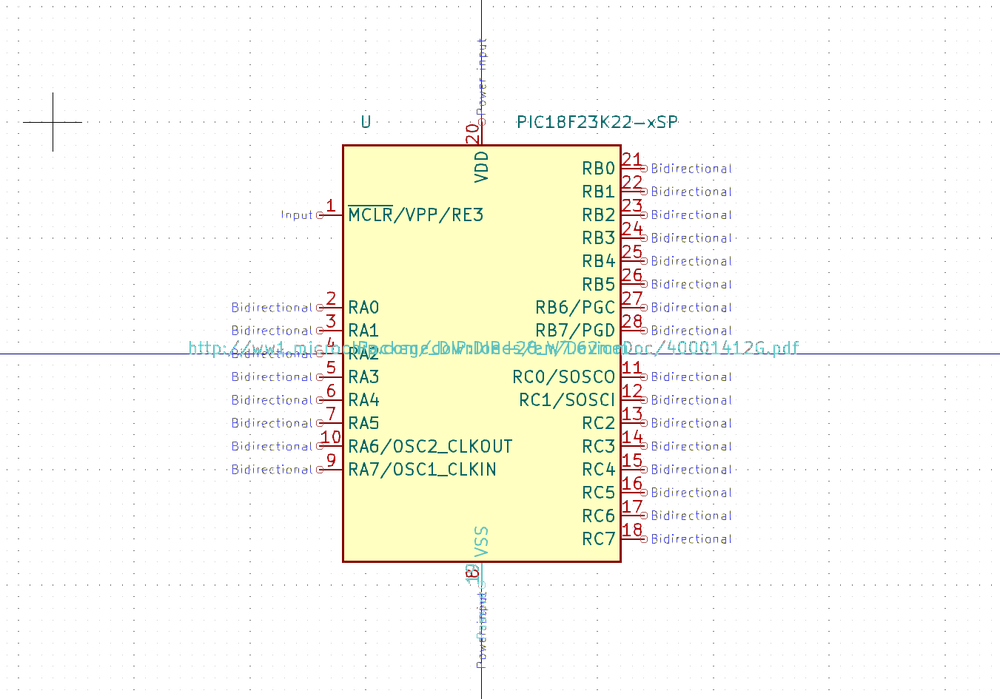 Power input
U PIC18F23K22-xSP
20
VDD
21 RB0 Bidirectional
22 RB1 Bidirectional
Input 1 MCLR/VPP/RE3 23 RB2 Bidirectional
24 RB3 Bidirectional
25 RB4 Bidirectional
26 RB5 Bidirectional
Bidirectional 2 RA0 RB6/PGC 27 Bidirectional
Bidirectional 3 RA1 RB7/PGD 28 Bidirectional
Bidirectional 4 RA2
Bidirectional 5 RA3 RC0/SOSCO 11 Bidirectional
Bidirectional 6 RA4 RC1/SOSCI 12 Bidirectional
Bidirectional 7 RA5 RC2 13 Bidirectional
Bidirectional 10 RA6/OSC2_CLKOUT RC3 14 Bidirectional
Bidirectional 9 RA7/OSC1_CLKIN RC4 15 Bidirectional
RC5 16 Bidirectional
RC6 17 Bidirectional
RC7 18 Bidirectional
VSS